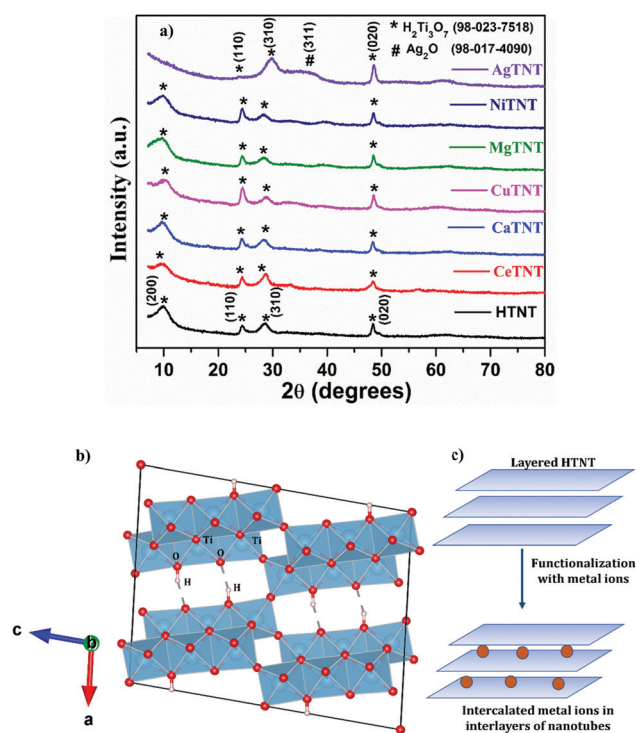 a)
* H₂Ti₃O₇ (98-023-7518)
# Ag₂O (98-017-4090)
(110)
(310)
(311)
(020)
#
AgTNT
NiTNT
MgTNT
CuTNT
CaTNT
CeTNT
HTNT
(200)
(110)
(310)
(020)
Intensity (a.u.)
10 20 30 40 50 60 70 80
2θ (degrees)
b)
Ti Ti
O O
H H
c
b
a
c)
Layered HTNT
Functionalization
with metal ions
Intercalated metal ions in
interlayers of nanotubes